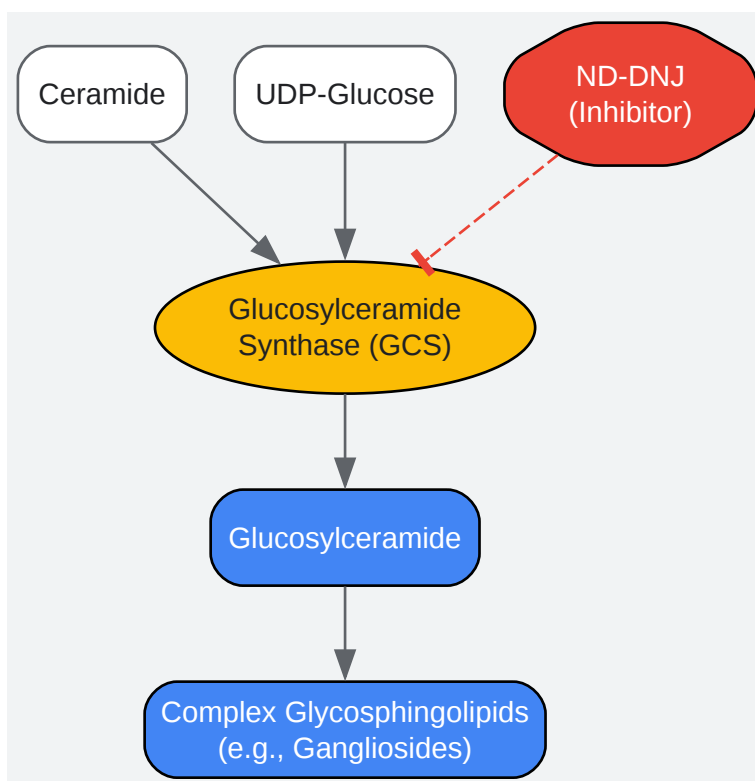 Ceramide
UDP-Glucose
ND-DNJ
(Inhibitor)
Glucosylceramide
Synthase (GCS)
Glucosylceramide
Complex Glycosphingolipids
(e.g., Gangliosides)